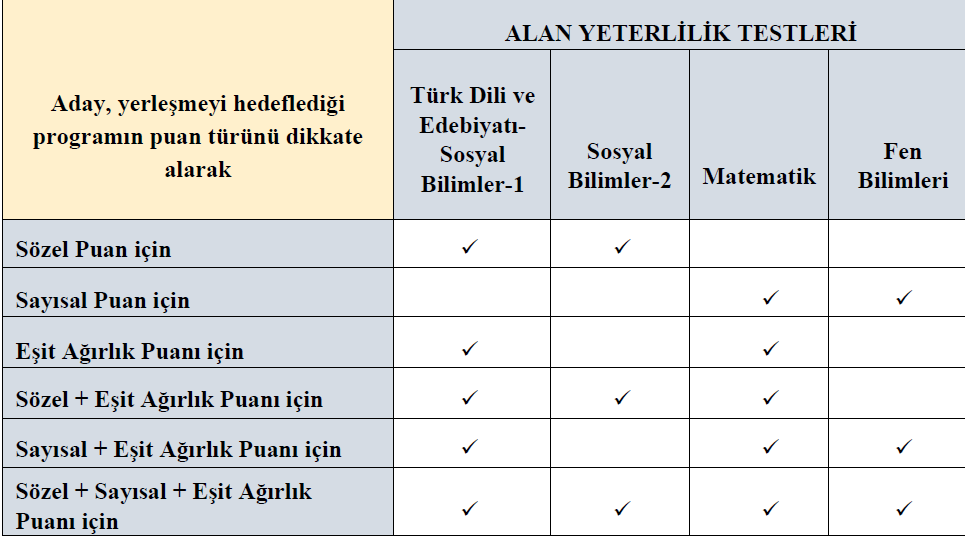 ALAN YETERLİLİK TESTLERİ
Aday, yerleşmeyi hedeflediği
programın puan türünü dikkate
alarak
Türk Dili ve
Edebiyatı-
Sosyal
Bilimler-1
Sosyal
Bilimler-2
Matematik
Fen
Bilimleri
Sözel Puan için ✓ ✓
Sayısal Puan için ✓ ✓
Eşit Ağırlık Puanı için ✓ ✓
Sözel + Eşit Ağırlık Puanı için ✓ ✓ ✓
Sayısal + Eşit Ağırlık Puanı için ✓ ✓ ✓
Sözel + Sayısal + Eşit Ağırlık
Puanı için ✓ ✓ ✓ ✓